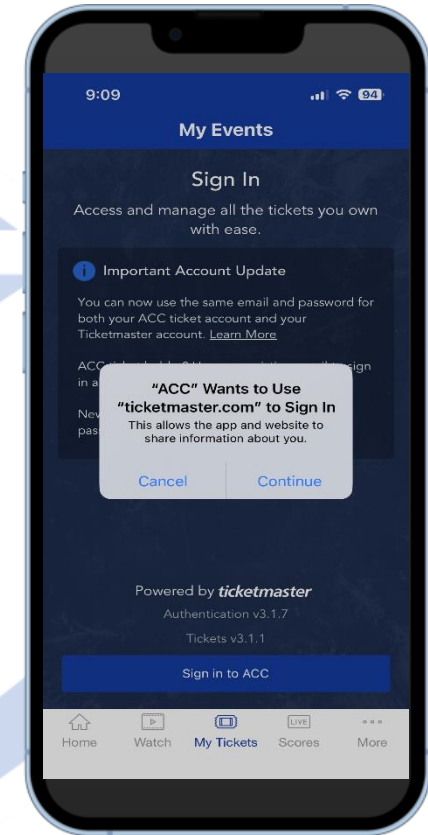 9:09
94
My Events
Sign In
Access and manage all the tickets you own
with ease.
Important Account Update
You can now use the same email and password for
both your ACC ticket account and your
Ticketmaster account. Learn More
ACC
sign
in a
"ACC" Wants to Use
"ticketmaster.com" to Sign In
This allows the app and website to
share information about you.
Cancel
Continue
Powered by ticketmaster
Authentication v3.1.7
Tickets v3.1.1
Sign in to ACC
LIVE
Home Watch My Tickets Scores More